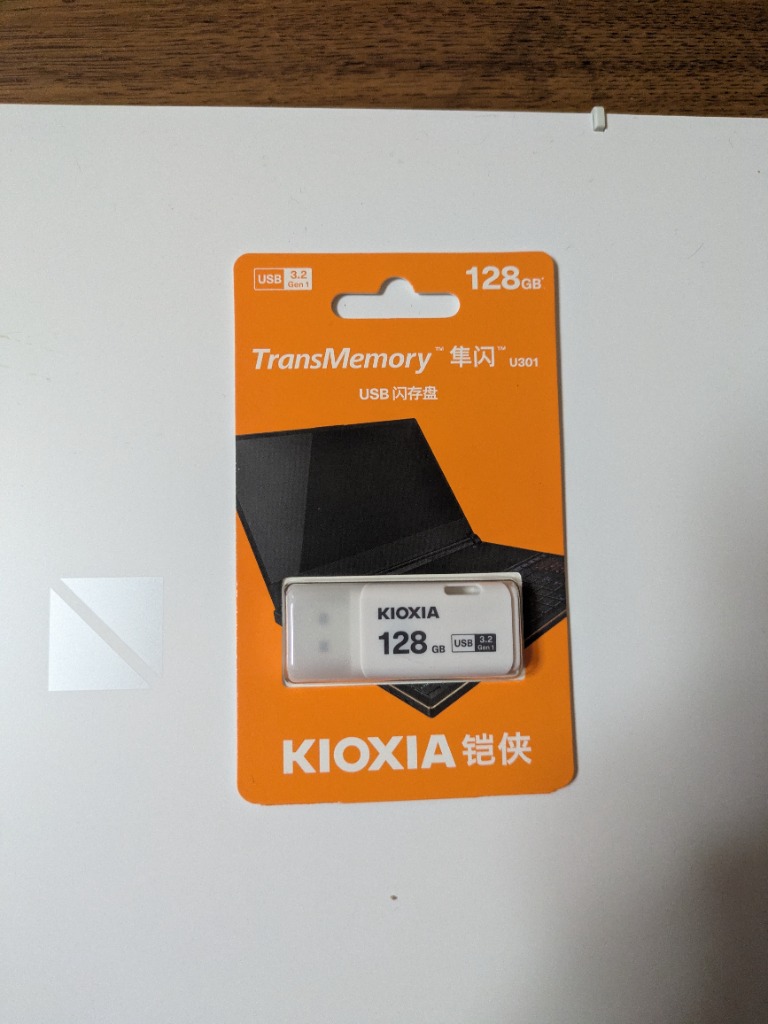 USB 3.2 Gen 1
128GB*
TransMemory™ 隼闪™ U301
USB 闪存盘
KIOXIA
128 GB USB 3.2 Gen 1
KIOXIA 铠侠